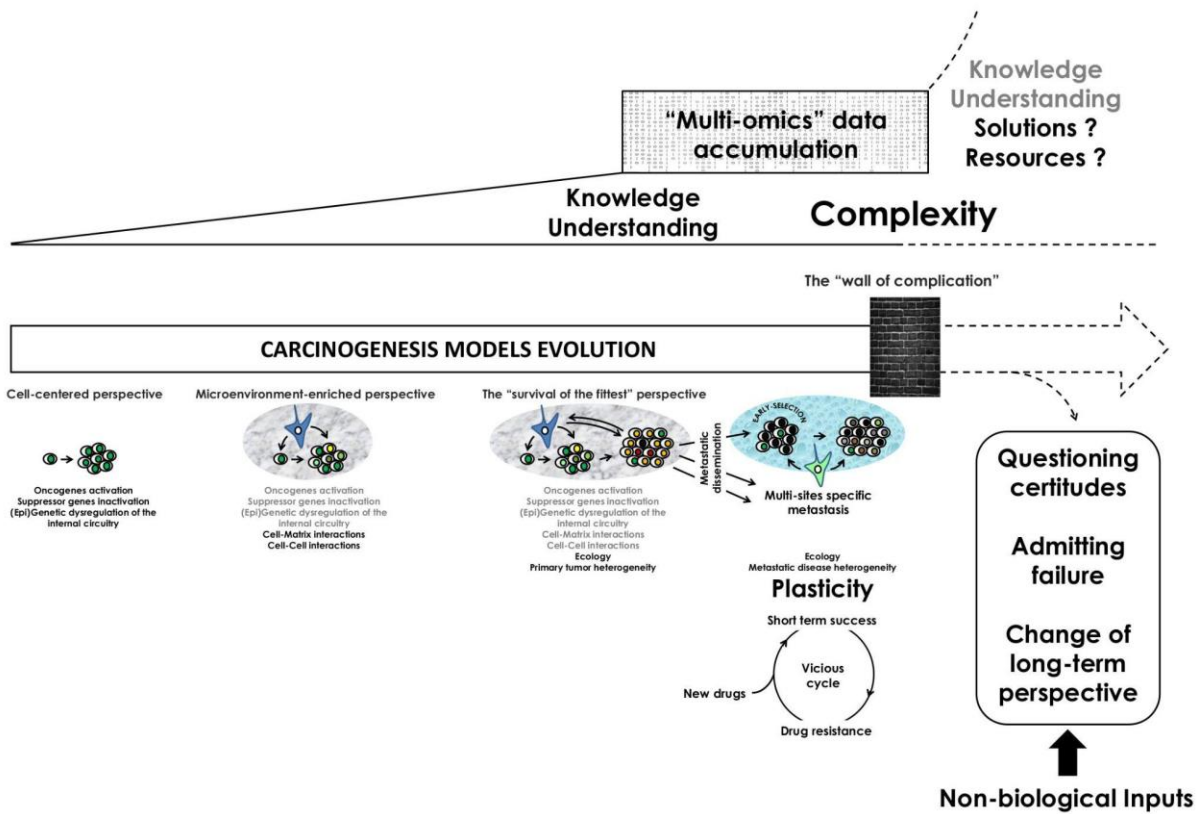 Knowledge
Understanding
Solutions ?
Resources ?
“Multi-omics” data
accumulation
Knowledge
Understanding
Complexity
The “wall of complication”
CARCINOGENESIS MODELS EVOLUTION
Cell-centered perspective
Oncogenes activation
Suppressor genes inactivation
(Epi)Genetic dysregulation of the
internal circuitry
Microenvironment-enriched perspective
Oncogenes activation
Suppressor genes inactivation
(Epi)Genetic dysregulation of the
internal circuitry
Cell-Matrix interactions
Cell-Cell interactions
The “survival of the fittest” perspective
Oncogenes activation
Suppressor genes inactivation
(Epi)Genetic dysregulation of the
internal circuitry
Cell-Matrix interactions
Cell-Cell interactions
Ecology
Primary tumor heterogeneity
Metastatic
dissemination
EARLY-SELECTION
Multi-sites specific
metastasis
Ecology
Metastatic disease heterogeneity
Plasticity
Short term success
Vicious
cycle
New drugs
Drug resistance
Questioning
certitudes
Admitting
failure
Change of
long-term
perspective
Non-biological Inputs